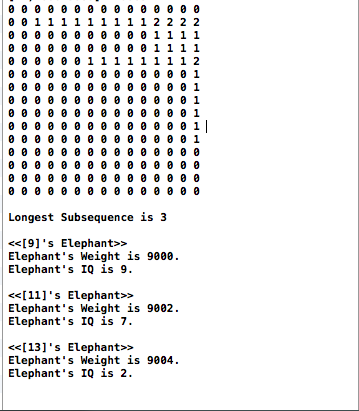 0 0 0 0 0 0 0 0 0 0 0 0 0 0 0
0 0 1 1 1 1 1 1 1 1 1 2 2 2 2
0 0 0 0 0 0 0 0 0 0 0 1 1 1 1
0 0 0 0 0 0 0 0 0 0 0 1 1 1 1
0 0 0 0 0 0 1 1 1 1 1 1 1 1 2
0 0 0 0 0 0 0 0 0 0 0 0 0 0 1
0 0 0 0 0 0 0 0 0 0 0 0 0 0 1
0 0 0 0 0 0 0 0 0 0 0 0 0 0 1
0 0 0 0 0 0 0 0 0 0 0 0 0 0 1
0 0 0 0 0 0 0 0 0 0 0 0 0 0 1
0 0 0 0 0 0 0 0 0 0 0 0 0 0 1
0 0 0 0 0 0 0 0 0 0 0 0 0 0 0
0 0 0 0 0 0 0 0 0 0 0 0 0 0 0
0 0 0 0 0 0 0 0 0 0 0 0 0 0 0
0 0 0 0 0 0 0 0 0 0 0 0 0 0 0
Longest Subsequence is 3
<<[9]'s Elephant>>
Elephant's Weight is 9000.
Elephant's IQ is 9.
<<[11]'s Elephant>>
Elephant's Weight is 9002.
Elephant's IQ is 7.
<<[13]'s Elephant>>
Elephant's Weight is 9004.
Elephant's IQ is 2.